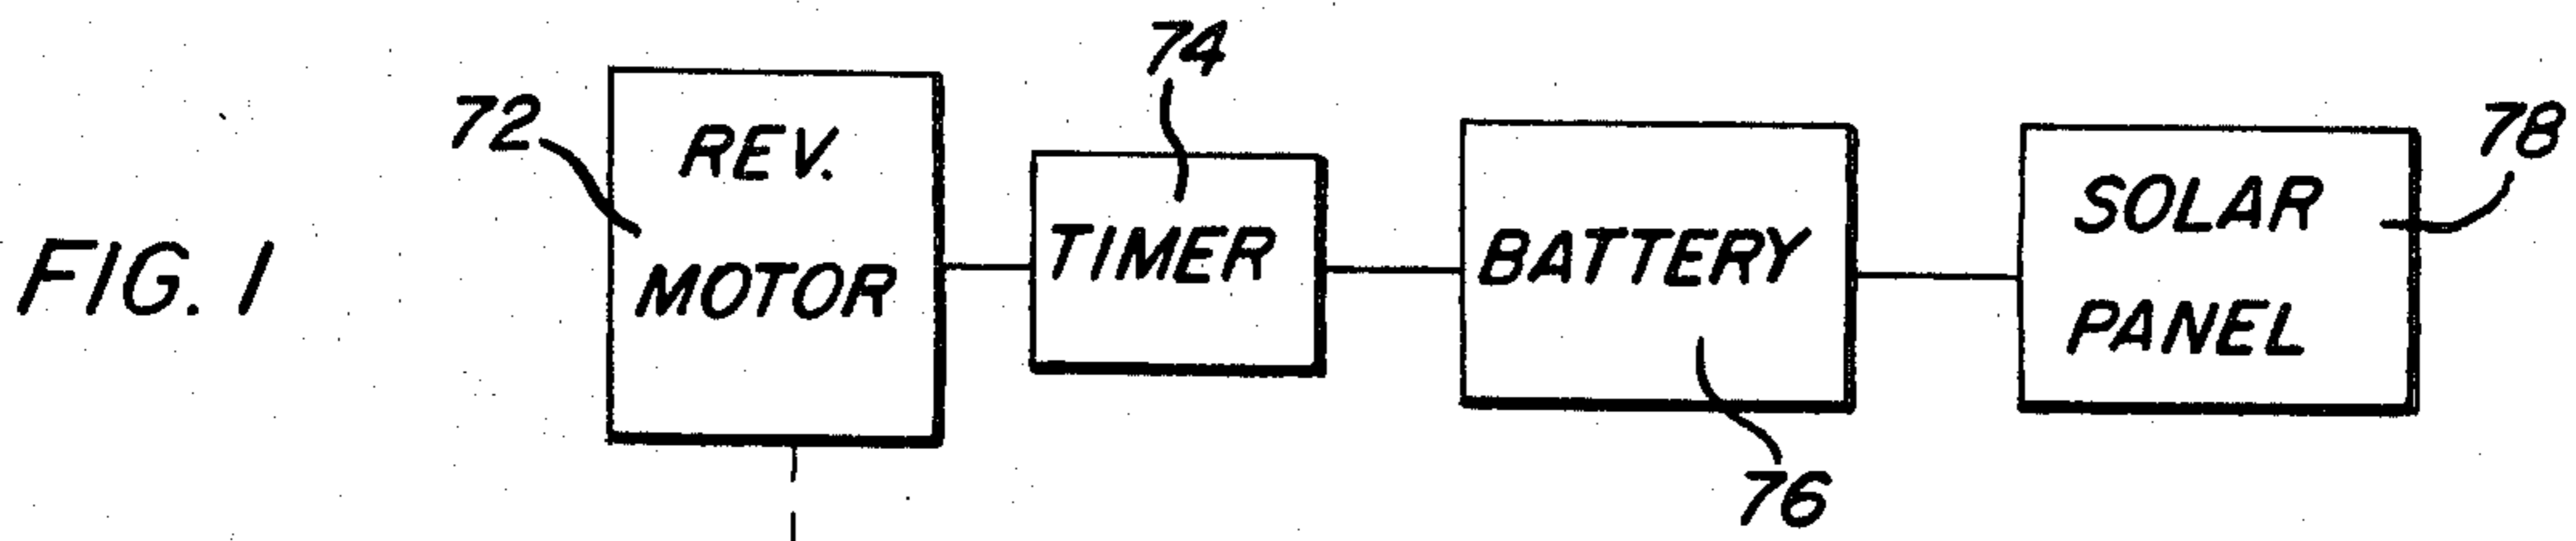 FIG. 1
72
REV.
MOTOR
74
TIMER
BATTERY
76
SOLAR
PANEL
78